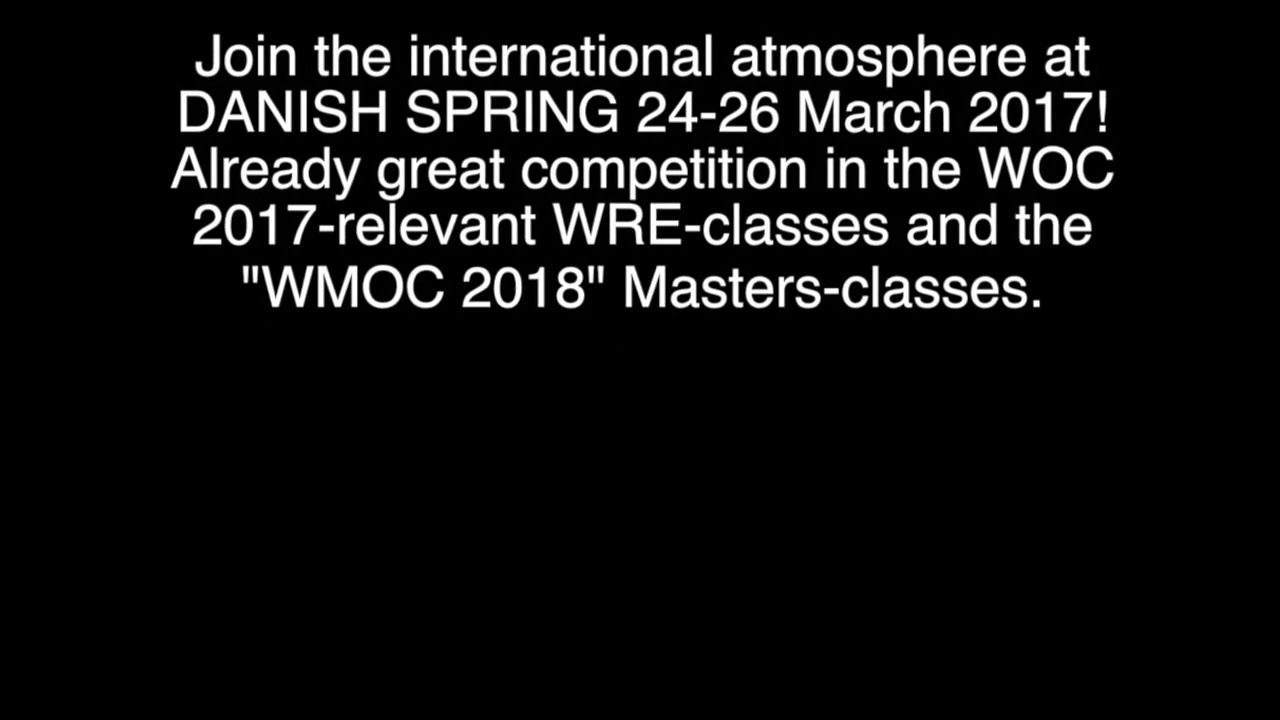 Join the international atmosphere at
DANISH SPRING 24-26 March 2017!
Already great competition in the WOC
2017-relevant WRE-classes and the
"WMOC 2018" Masters-classes.